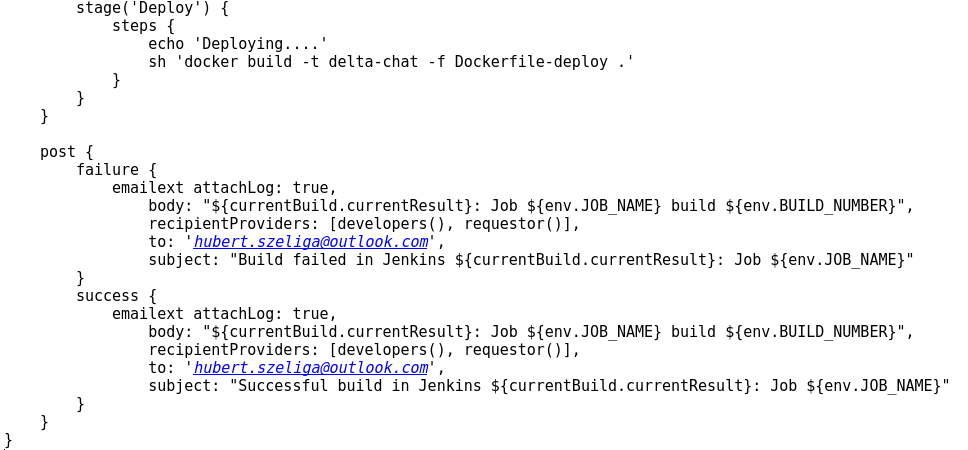 stage('Deploy') {
steps {
echo 'Deploying....'
sh 'docker build -t delta-chat -f Dockerfile-deploy .'
}
}
}
post {
failure {
emailext attachLog: true,
body: "${currentBuild.currentResult}: Job ${env.JOB_NAME} build ${env.BUILD_NUMBER}",
recipientProviders: [developers(), requestor()],
to: 'hubert.szeliga@outlook.com',
subject: "Build failed in Jenkins ${currentBuild.currentResult}: Job ${env.JOB_NAME}"
}
success {
emailext attachLog: true,
body: "${currentBuild.currentResult}: Job ${env.JOB_NAME} build ${env.BUILD_NUMBER}",
recipientProviders: [developers(), requestor()],
to: 'hubert.szeliga@outlook.com',
subject: "Successful build in Jenkins ${currentBuild.currentResult}: Job ${env.JOB_NAME}"
}
}
}